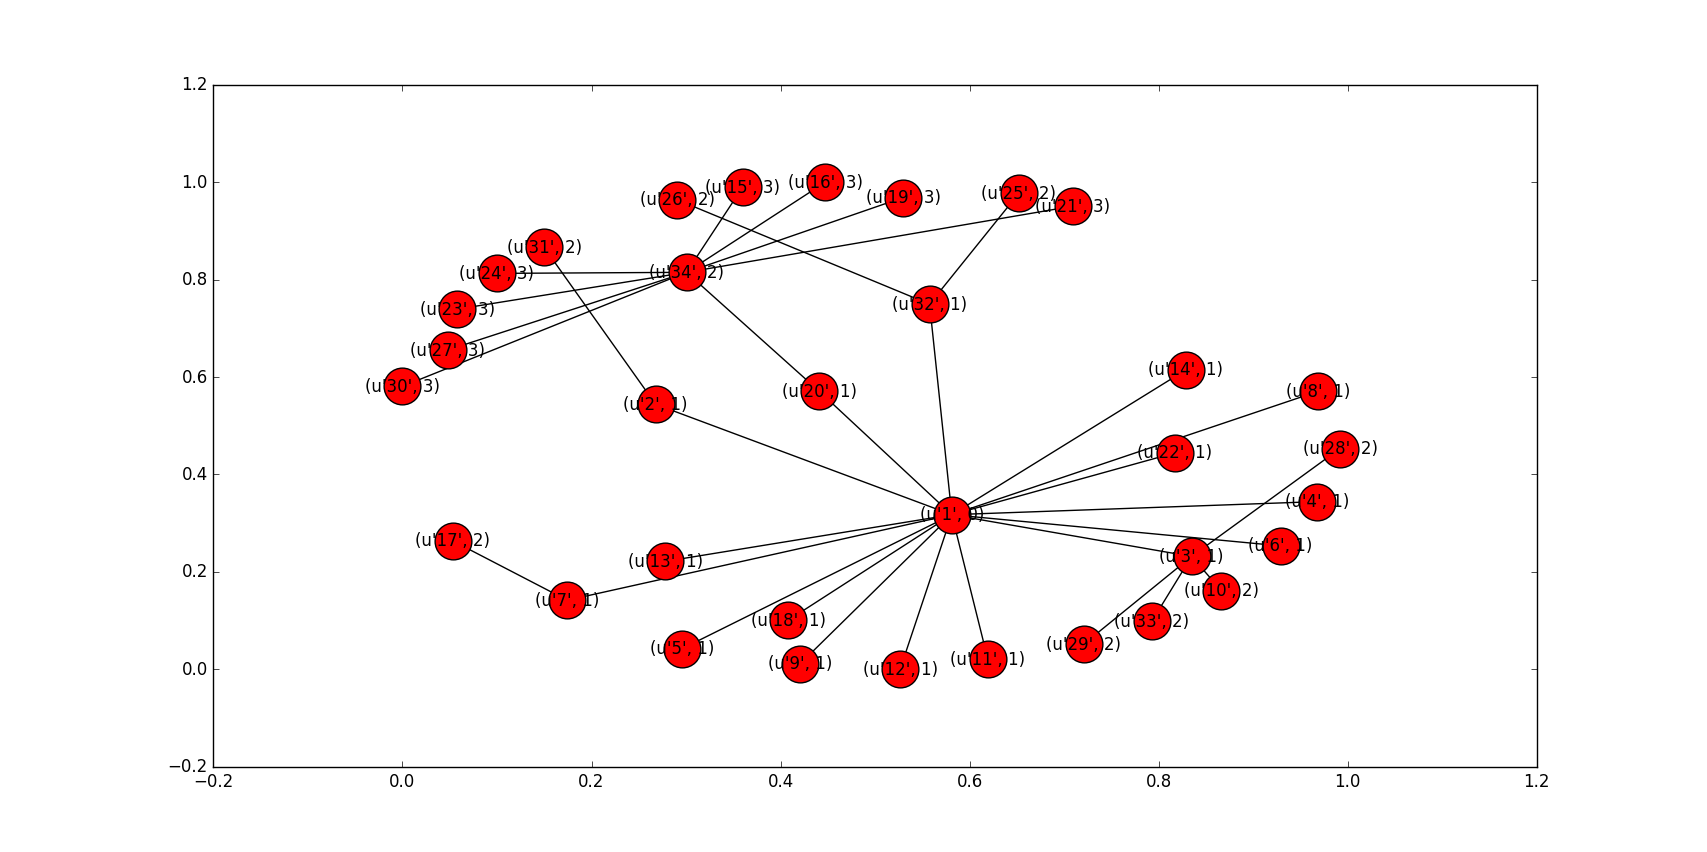 1.2
1.0
0.8
0.6
0.4
0.2
0.0
−0.2
−0.2
0.0
0.2
0.4
0.6
0.8
1.0
1.2
(u'16', 3)
(u'15', 3)
(u'25', 2)
(u'26', 2)
(u'19', 3)
(u'21', 3)
(u'31', 2)
(u'24', 3)
(u'34', 2)
(u'23', 3)
(u'32', 1)
(u'27', 3)
(u'14', 1)
(u'30', 3)
(u'20', 1)
(u'8', 1)
(u'2', 1)
(u'28', 2)
(u'22', 1)
(u'4', 1)
(u'1', 0)
(u'17', 2)
(u'6', 1)
(u'3', 1)
(u'13', 1)
(u'10', 2)
(u'7', 1)
(u'18', 1)
(u'33', 2)
(u'29', 2)
(u'5', 1)
(u'9', 1)
(u'11', 1)
(u'12', 1)